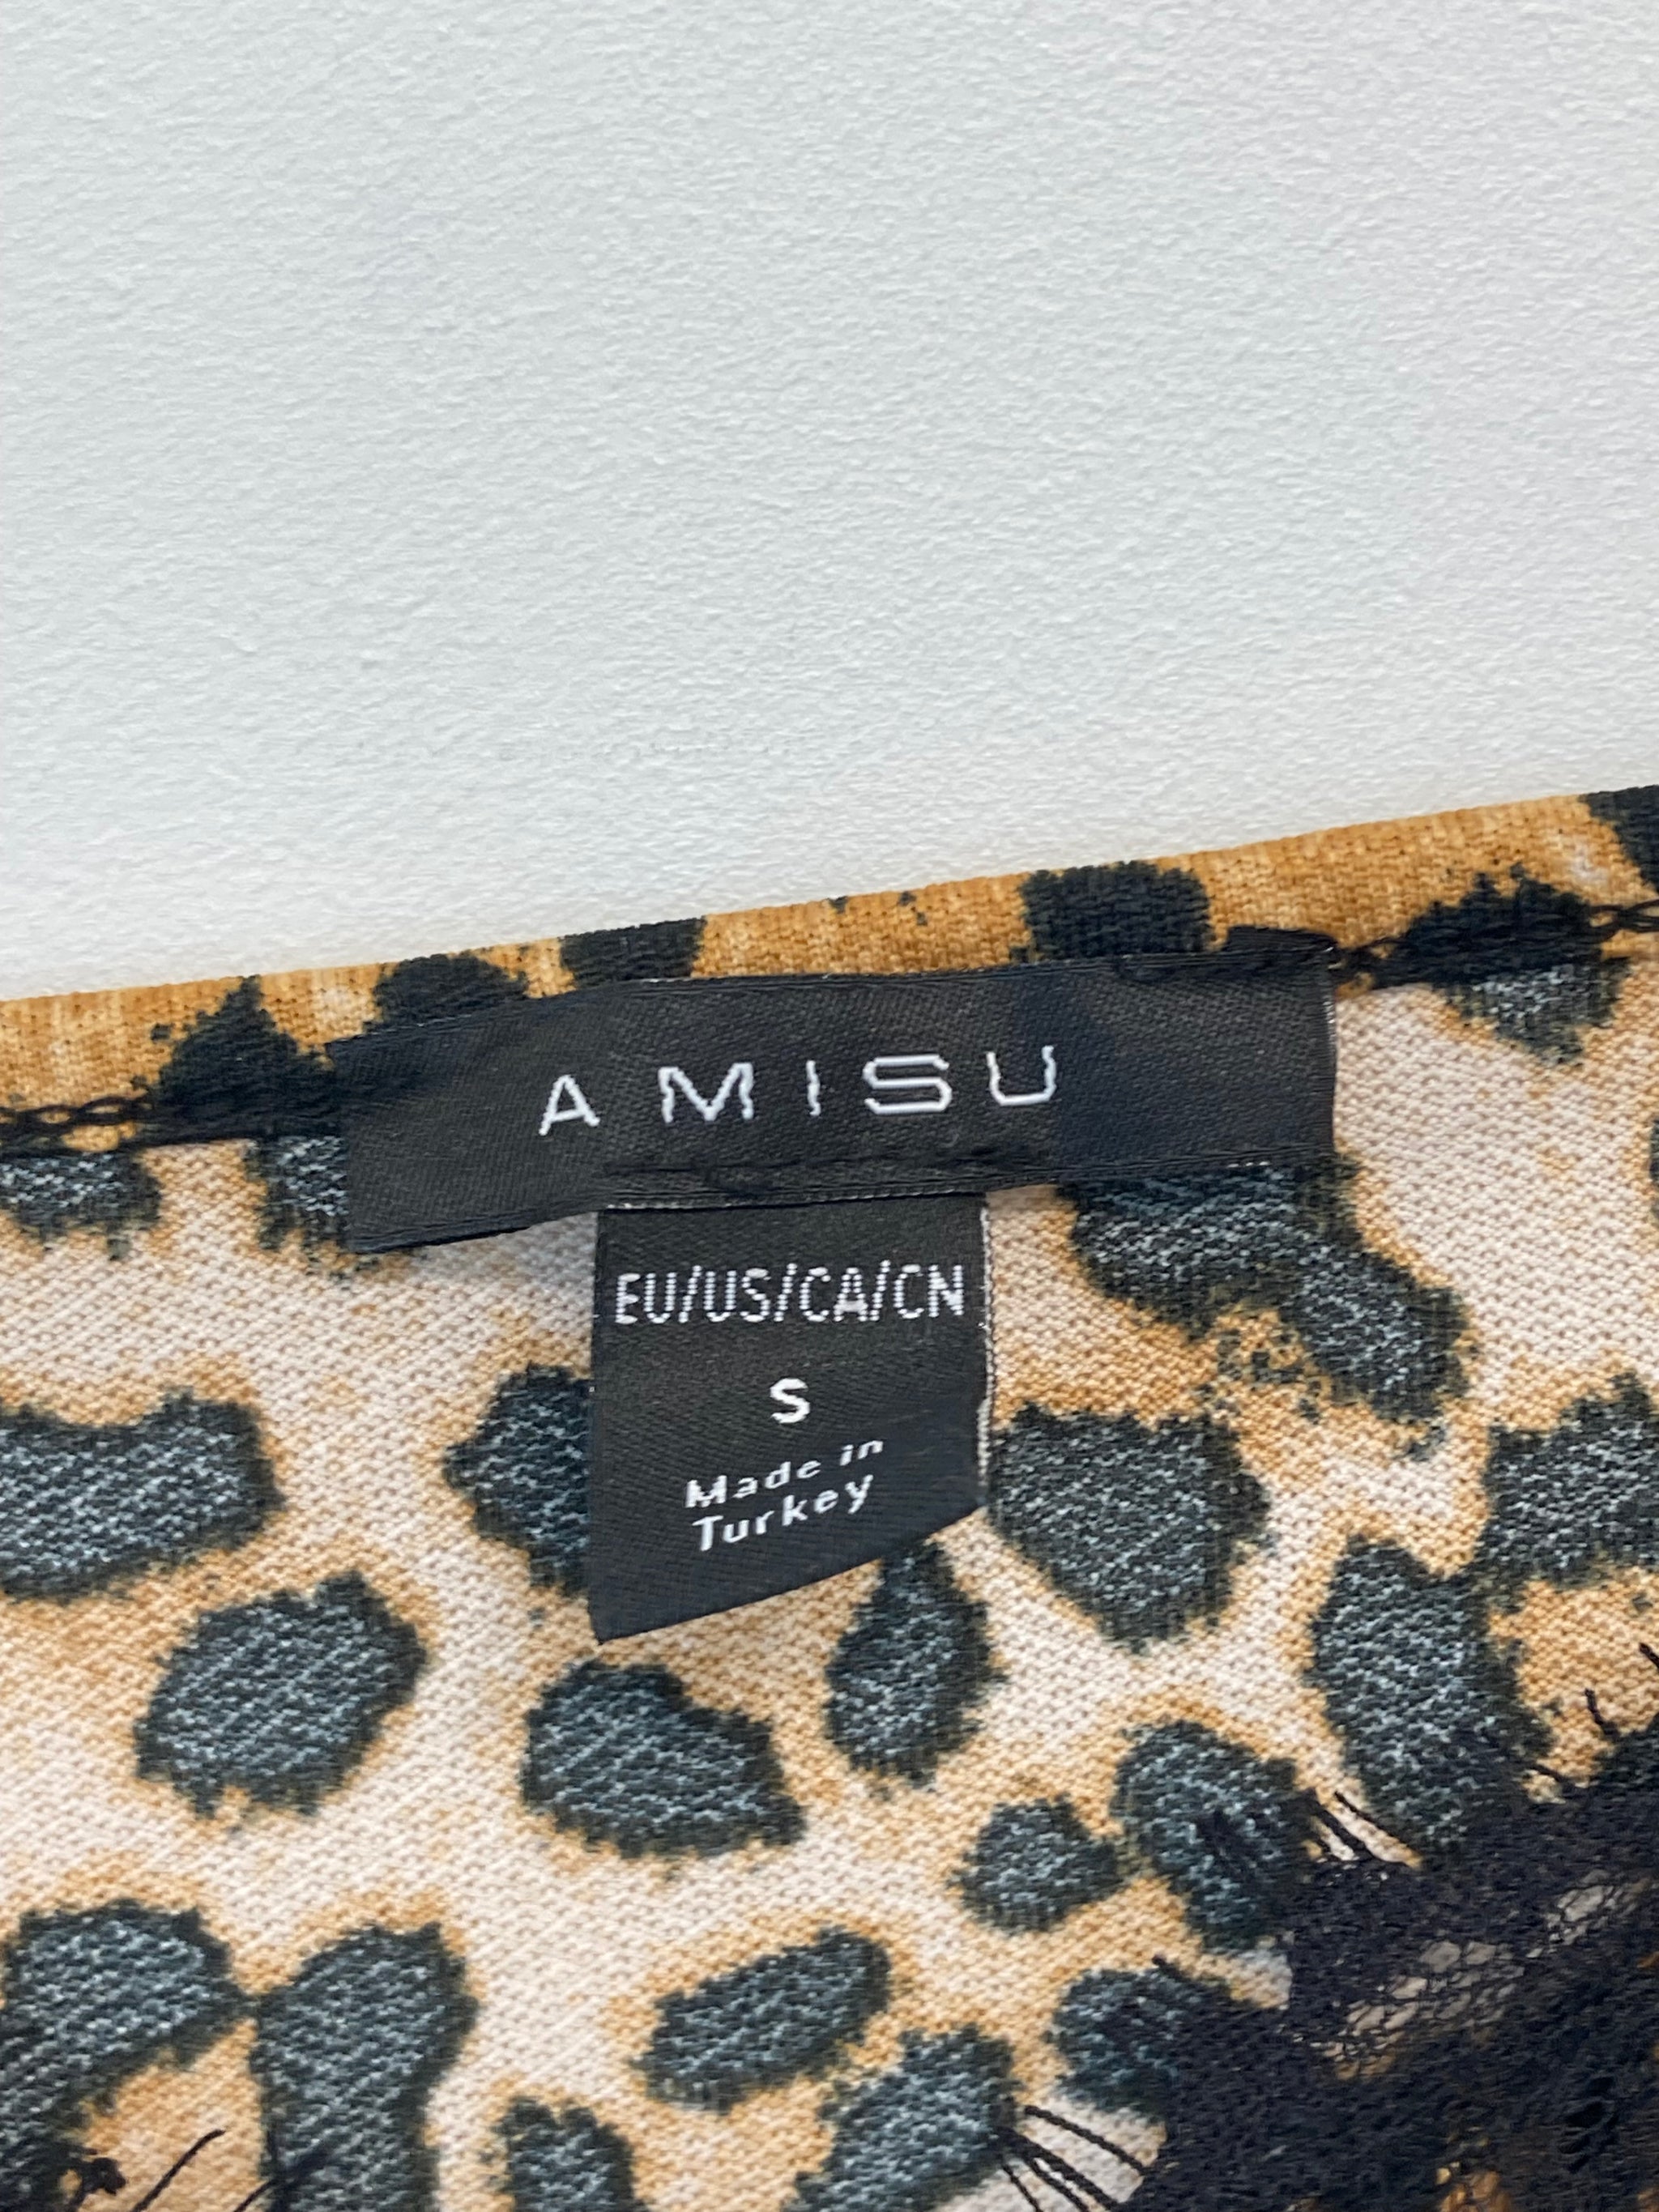 AMISU
EU/US/CA/CN
S
Made in
Turkey